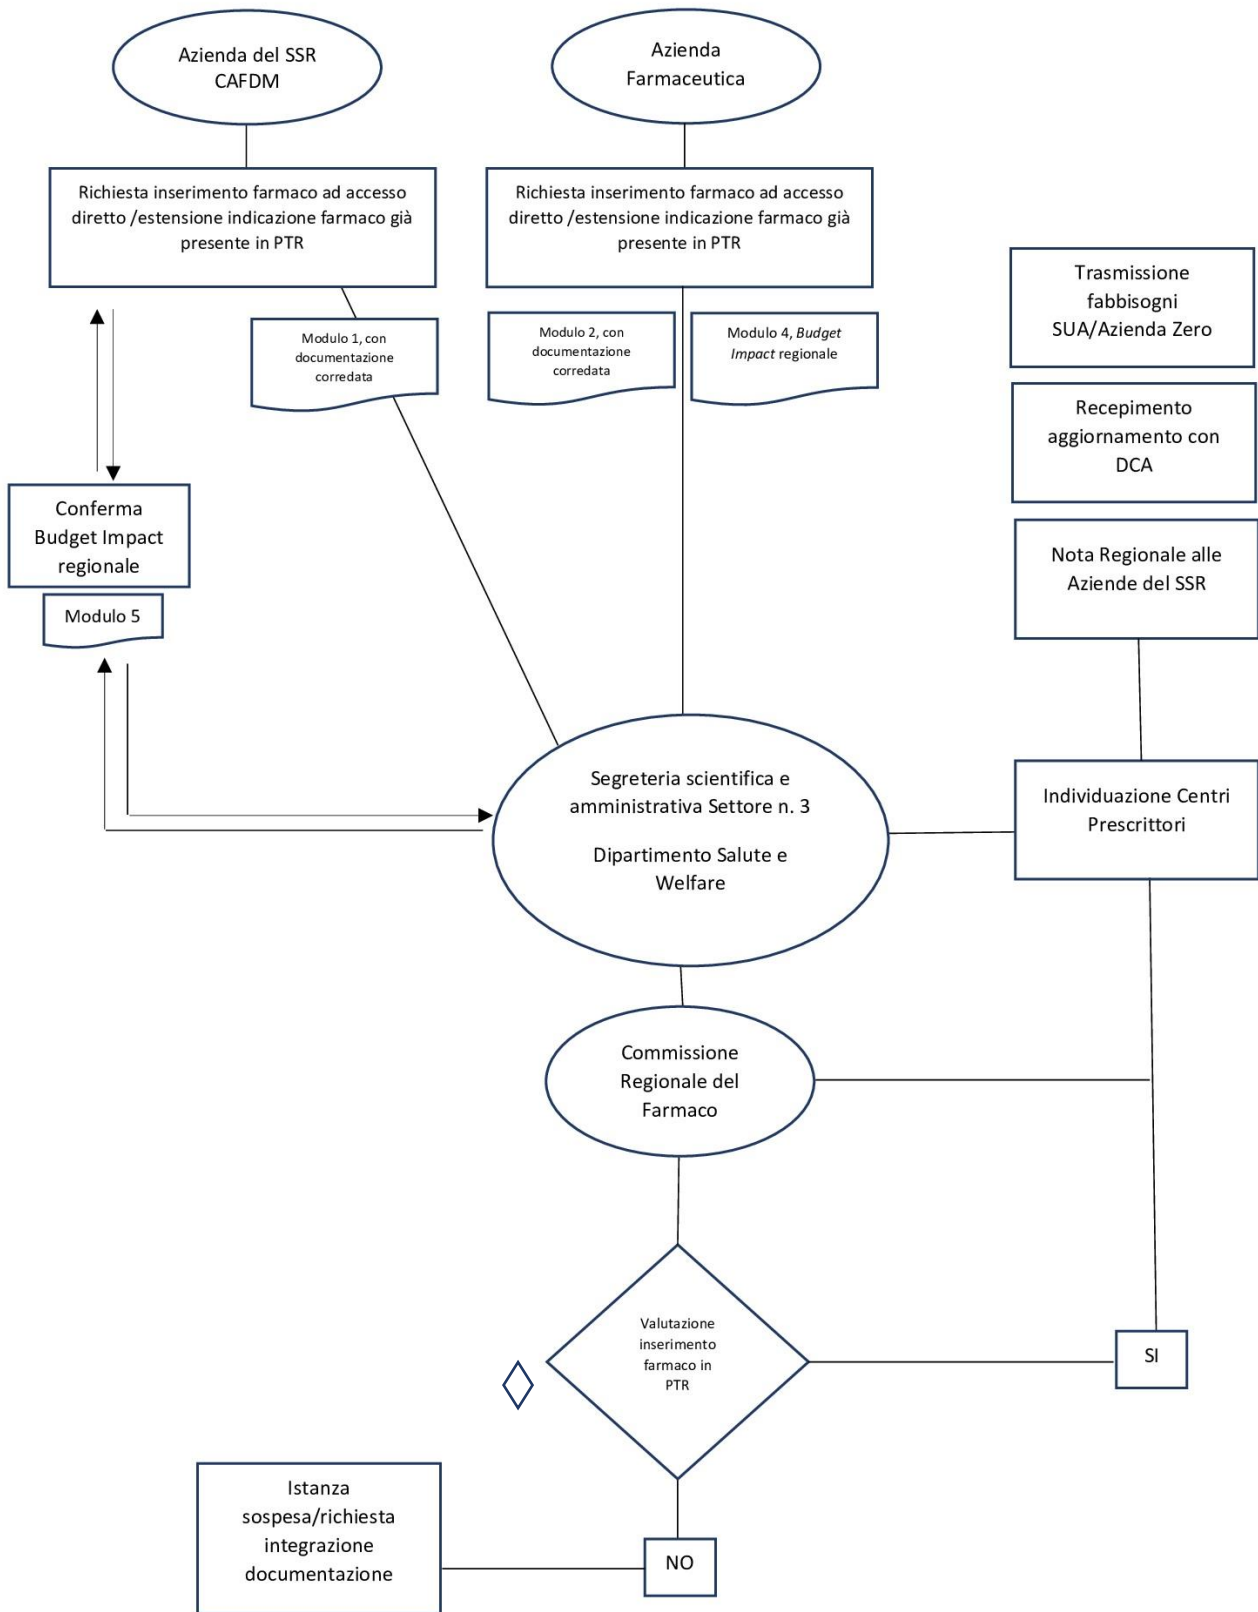 Azienda del SSR
CAFDM
Azienda
Farmaceutica
Richiesta inserimento farmaco ad accesso
diretto /estensione indicazione farmaco già
presente in PTR
Richiesta inserimento farmaco ad accesso
diretto /estensione indicazione farmaco già
presente in PTR
Trasmissione
fabbisogni
SUA/Azienda Zero
Modulo 1, con
documentazione
corredata
Modulo 2, con
documentazione
corredata
Modulo 4, Budget
Impact regionale
Recepimento
aggiornamento con
DCA
Conferma
Budget Impact
regionale
Modulo 5
Nota Regionale alle
Aziende del SSR
Segreteria scientifica e
amministrativa Settore n. 3
Dipartimento Salute e
Welfare
Individuazione Centri
Prescrittori
Commissione
Regionale del
Farmaco
Valutazione
inserimento
farmaco in
PTR
SI
Istanza
sospesa/richiesta
integrazione
documentazione
NO